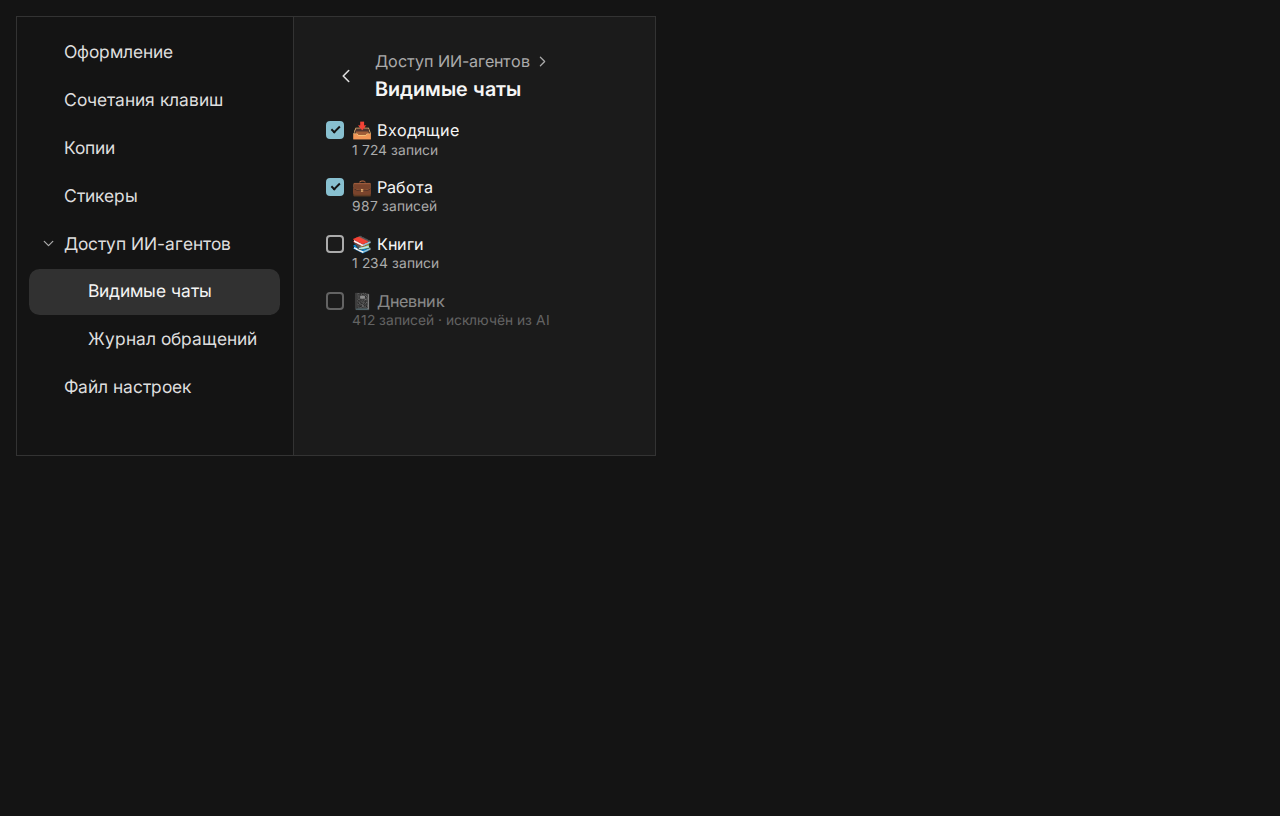 Оформление
Сочетания клавиш
Копии
Стикеры
Доступ ИИ-агентов
Видимые чаты
Журнал обращений
Файл настроек
Доступ ИИ-агентов
Видимые чаты
Входящие
1 724 записи
Работа
987 записей
Книги
1 234 записи
Дневник
412 записей · исключён из AI